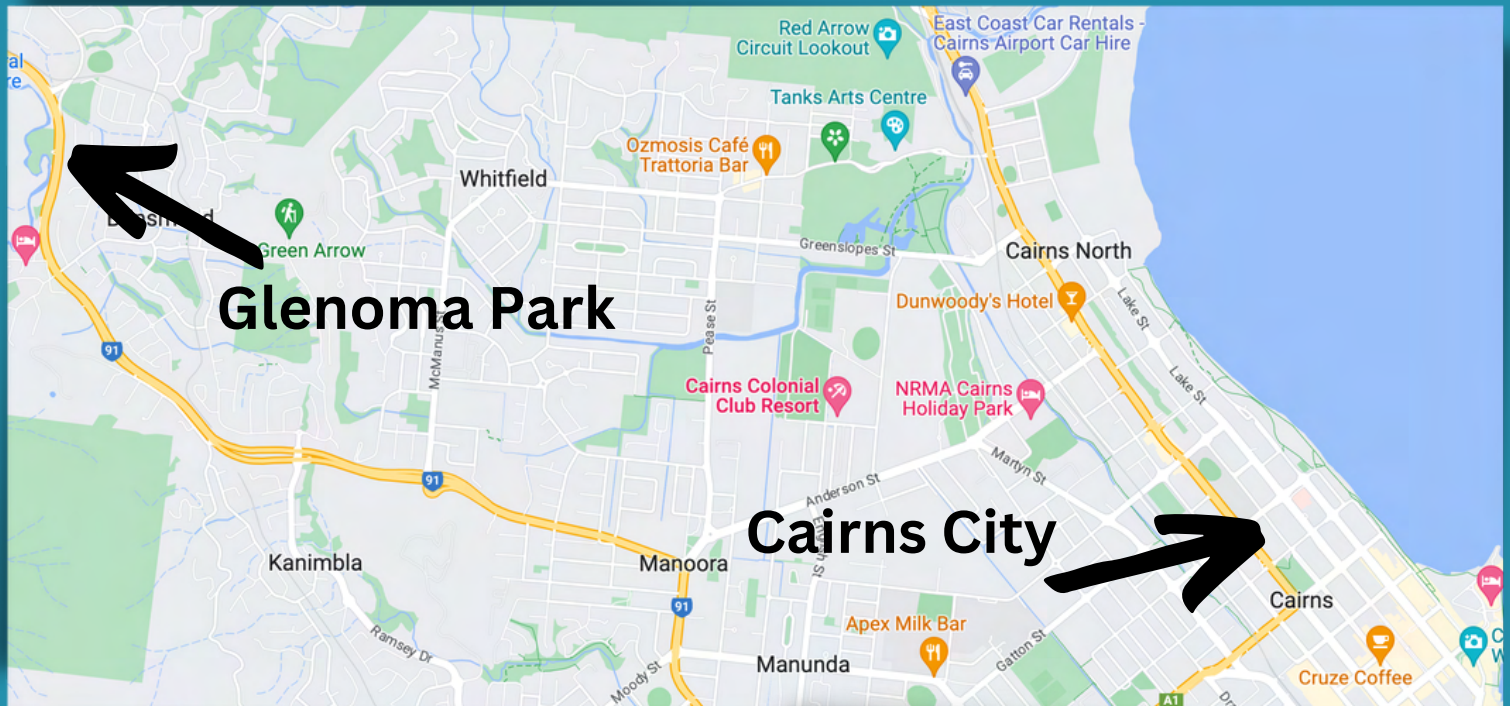 East Coast Car Rentals -
Cairns Airport Car Hire
Red Arrow
Circuit Lookout
Tanks Arts Centre
Ozmosis Café
Trattoria Bar
Whitfield
Green Arrow
Greenslopes St
Cairns North
Glenoma Park
Dunwoody's Hotel
Lake St
Pease St
McManus St
91
Lake St
Cairns Colonial
Club Resort
NRMA Cairns
Holiday Park
91
Martyn St
Anderson St
Cairns City
English St
Kanimbla
Manoora
91
Cairns
Apex Milk Bar
Ramsey Dr
Gatton St
Moody St
Manunda
Cruze Coffee
A1